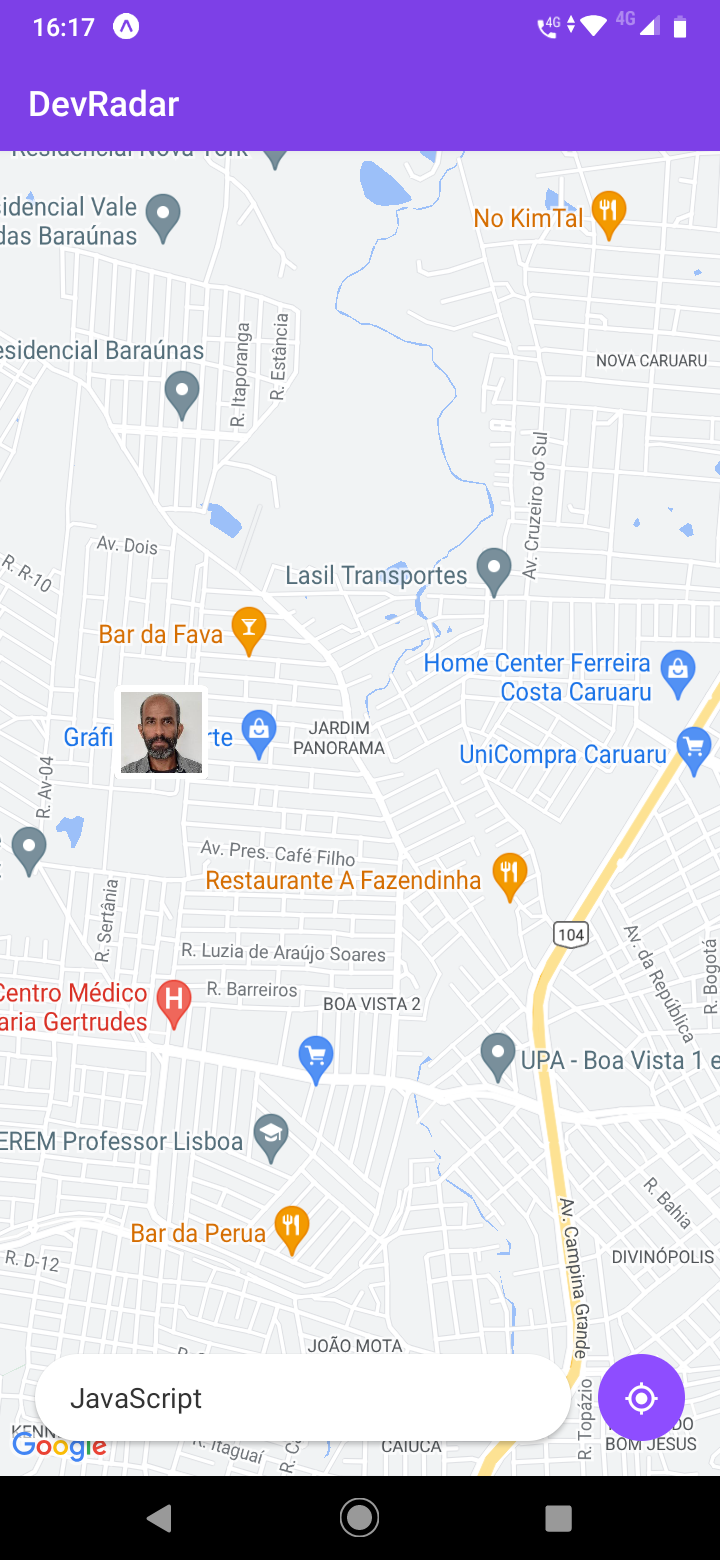 16:17
4G
4G
DevRadar
Residencial Nova York
sidencial Vale
das Baraúnas
No KimTal
R. Itaporanga
R. Estância
esidencial Baraúnas
NOVA CARUARU
Av. Cruzeiro do Sul
Av. Dois
R. R-10
Lasil Transportes
Bar da Fava
Home Center Ferreira
Costa Caruaru
Gráfi
rte
JARDIM
PANORAMA
UniCompra Caruaru
R. Av-04
Av. Pres. Café Filho
Restaurante A Fazendinha
R. Sertânia
104
Av. da República
R. Bogotá
R. Luzia de Araújo Soares
R. Barreiros
Centro Médico
aria Gertrudes
BOA VISTA 2
UPA - Boa Vista 1 e
EREM Professor Lisboa
R. Bahia
Bar da Perua
Av. Campina Grande
R. D-12
DIVINÓPOLIS
JOÃO MOTA
JavaScript
R. Topázio
DO
BOM JESUS
KENN
Google
R. Itaguaí
CAIUCÁ